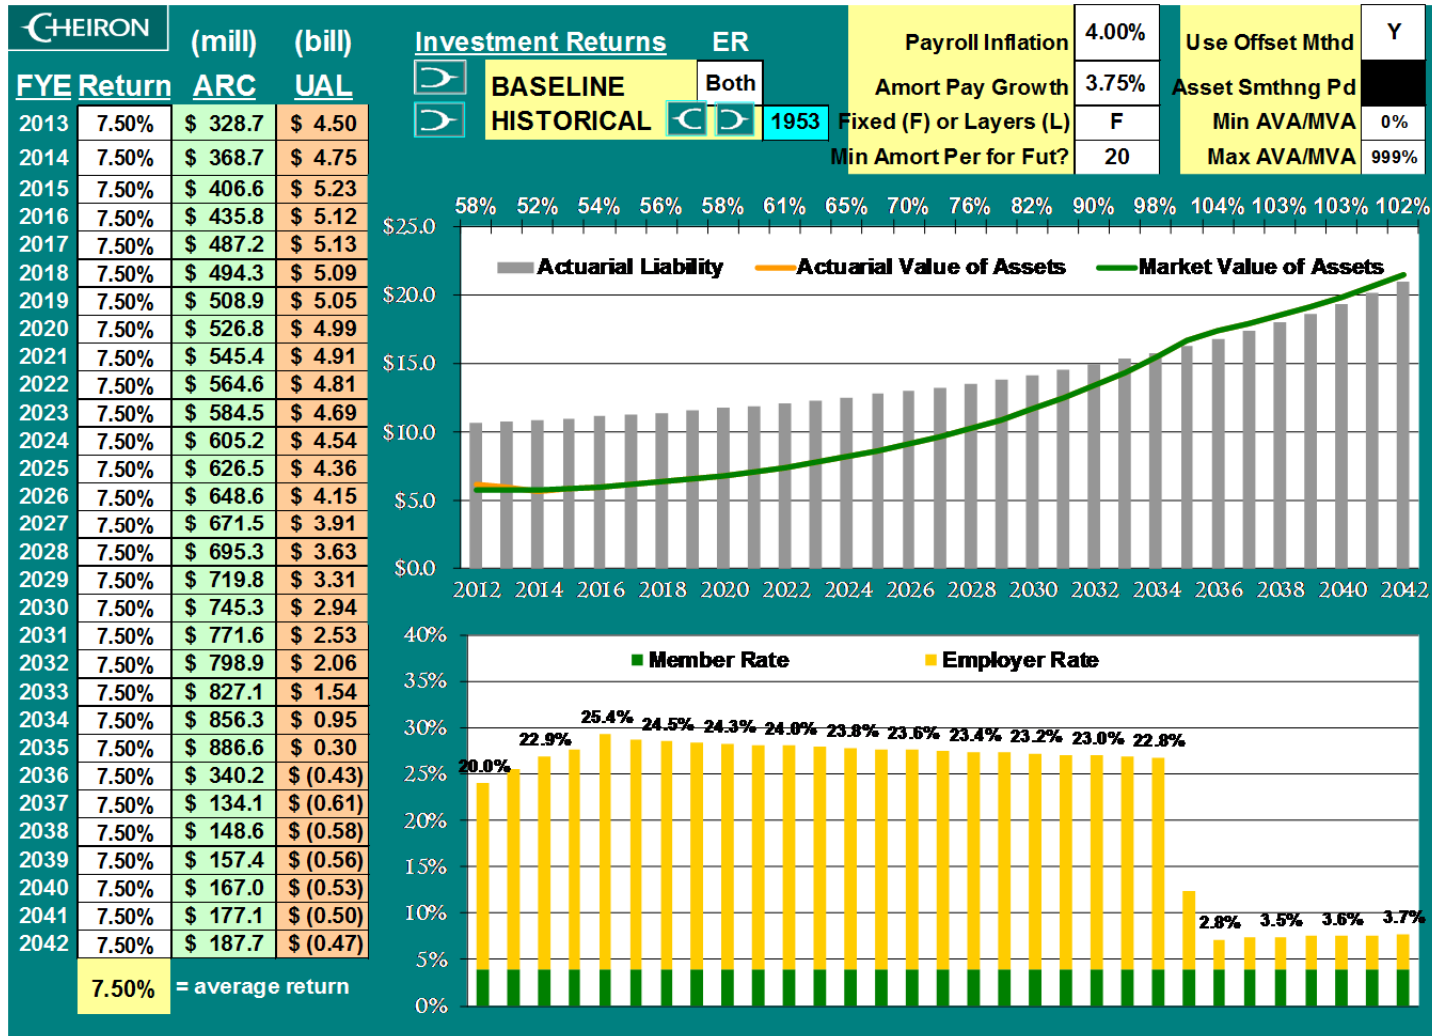 CHEIRON
(mill) (bill)
FYE Return ARC UAL
2013 7.50% $ 328.7 $ 4.50
2014 7.50% $ 368.7 $ 4.75
2015 7.50% $ 406.6 $ 5.23
2016 7.50% $ 435.8 $ 5.12
2017 7.50% $ 487.2 $ 5.13
2018 7.50% $ 494.3 $ 5.09
2019 7.50% $ 508.9 $ 5.05
2020 7.50% $ 526.8 $ 4.99
2021 7.50% $ 545.4 $ 4.91
2022 7.50% $ 564.6 $ 4.81
2023 7.50% $ 584.5 $ 4.69
2024 7.50% $ 605.2 $ 4.54
2025 7.50% $ 626.5 $ 4.36
2026 7.50% $ 648.6 $ 4.15
2027 7.50% $ 671.5 $ 3.91
2028 7.50% $ 695.3 $ 3.63
2029 7.50% $ 719.8 $ 3.31
2030 7.50% $ 745.3 $ 2.94
2031 7.50% $ 771.6 $ 2.53
2032 7.50% $ 798.9 $ 2.06
2033 7.50% $ 827.1 $ 1.54
2034 7.50% $ 856.3 $ 0.95
2035 7.50% $ 886.6 $ 0.30
2036 7.50% $ 340.2 $ (0.43)
2037 7.50% $ 134.1 $ (0.61)
2038 7.50% $ 148.6 $ (0.58)
2039 7.50% $ 157.4 $ (0.56)
2040 7.50% $ 167.0 $ (0.53)
2041 7.50% $ 177.1 $ (0.50)
2042 7.50% $ 187.7 $ (0.47)
7.50% = average return
Investment Returns ER
BASELINE Both
HISTORICAL 1953
Payroll Inflation 4.00%
Amort Pay Growth 3.75%
Fixed (F) or Layers (L) F
Min Amort Per for Fut? 20
Use Offset Mthd Y
Asset Smthng Pd
Min AVA/MVA 0%
Max AVA/MVA 999%
58% 52% 54% 56% 58% 61% 65% 70% 76% 82% 90% 98% 104% 103% 103% 102%
Actuarial Liability Actuarial Value of Assets Market Value of Assets
$25.0
$20.0
$15.0
$10.0
$5.0
$0.0
2012 2014 2016 2018 2020 2022 2024 2026 2028 2030 2032 2034 2036 2038 2040 2042
Member Rate Employer Rate
40%
35%
30%
25%
20%
15%
10%
5%
0%
20.0% 22.9% 25.4% 24.5% 24.3% 24.0% 23.8% 23.6% 23.4% 23.2% 23.0% 22.8% 2.8% 3.5% 3.6% 3.7%